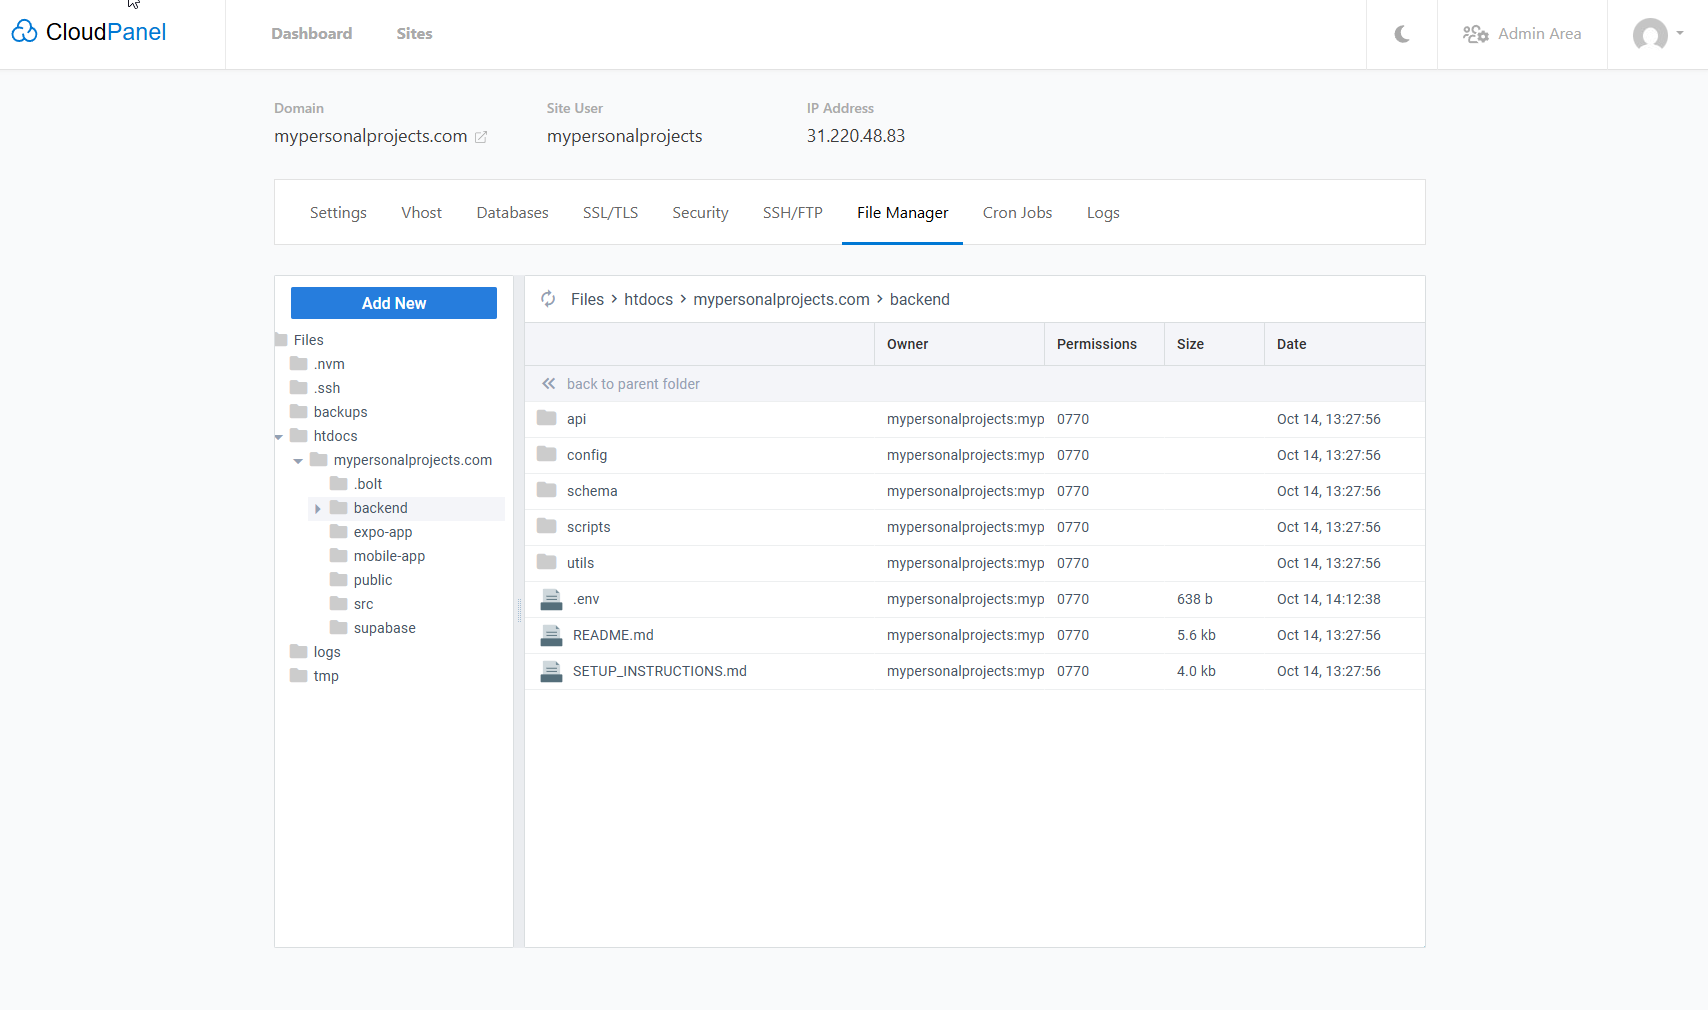 CloudPanel
Dashboard
Sites
Admin Area
Domain
Site User
IP Address
mypersonalprojects.com
mypersonalprojects
31.220.48.83
Settings
Vhost
Databases
SSL/TLS
Security
SSH/FTP
File Manager
Cron Jobs
Logs
Add New
Files
.nvm
.ssh
backups
htdocs
mypersonalprojects.com
.bolt
backend
expo-app
mobile-app
public
src
supabase
logs
tmp
Files > htdocs > mypersonalprojects.com > backend
Owner Permissions Size Date
back to parent folder
api mypersonalprojects:myp 0770 Oct 14, 13:27:56
config mypersonalprojects:myp 0770 Oct 14, 13:27:56
schema mypersonalprojects:myp 0770 Oct 14, 13:27:56
scripts mypersonalprojects:myp 0770 Oct 14, 13:27:56
utils mypersonalprojects:myp 0770 Oct 14, 13:27:56
.env mypersonalprojects:myp 0770 638 b Oct 14, 14:12:38
README.md mypersonalprojects:myp 0770 5.6 kb Oct 14, 13:27:56
SETUP_INSTRUCTIONS.md mypersonalprojects:myp 0770 4.0 kb Oct 14, 13:27:56